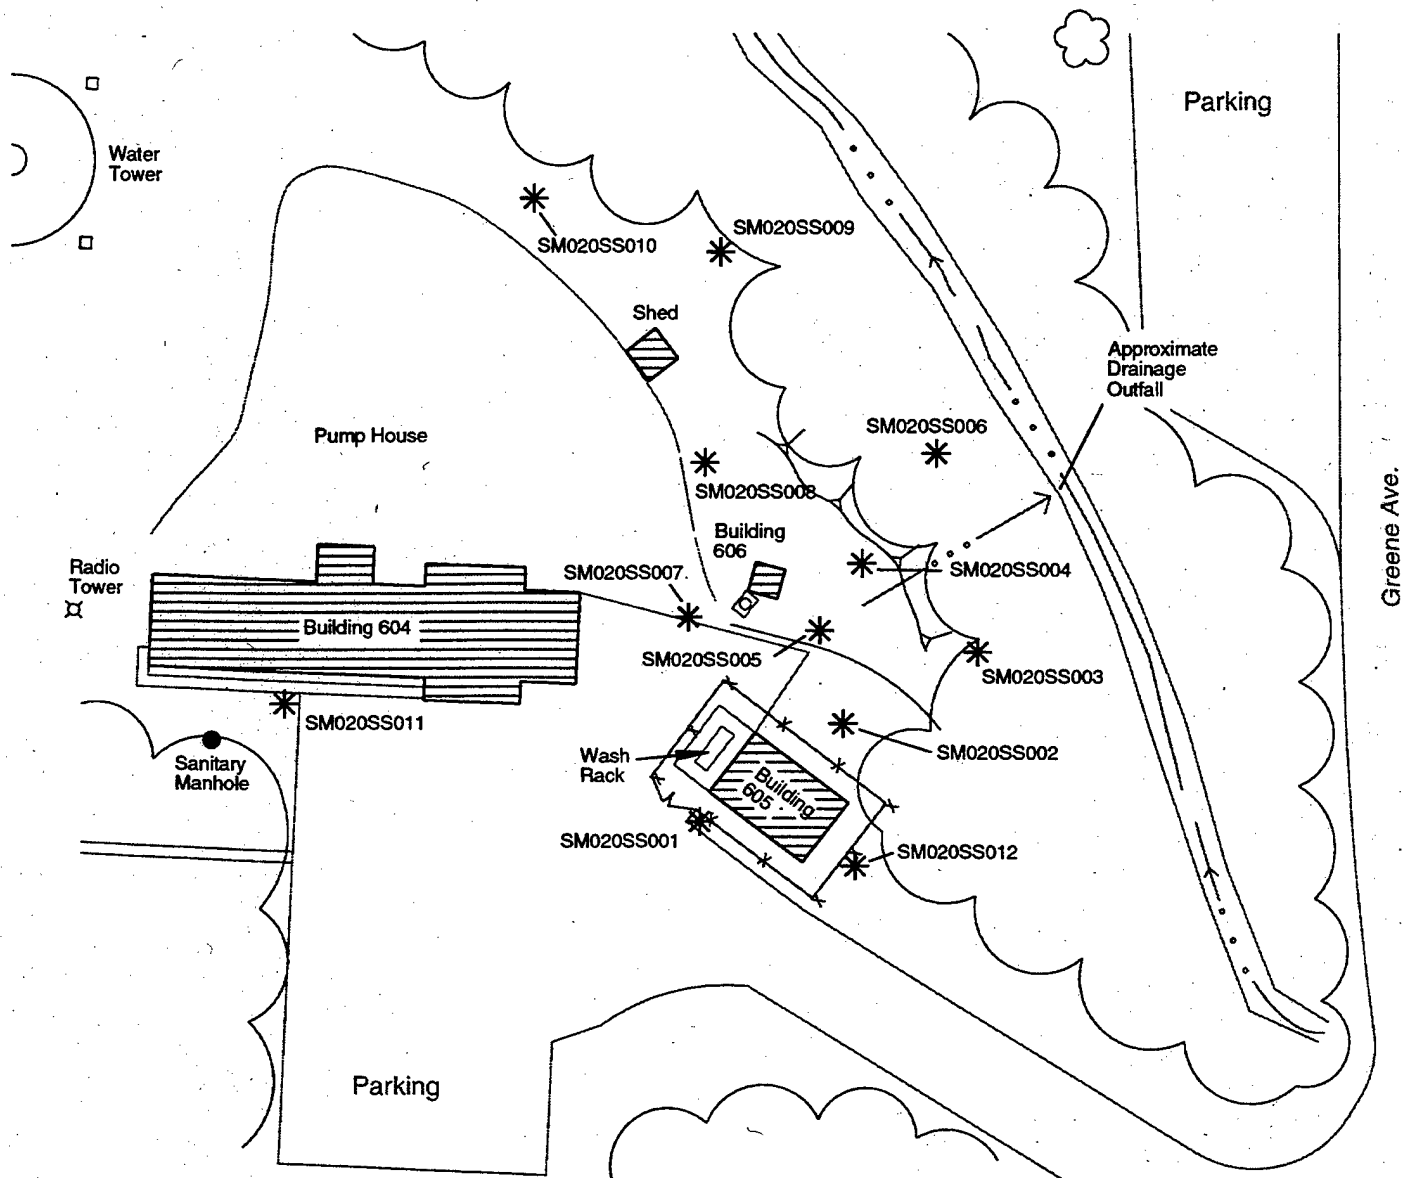 Parking
Water
Tower
SM020SS009
SM020SS010
Shed
Approximate
Drainage
Outfall
SM020SS006
Pump House
Greene Ave.
SM020SS008
Building
606
Radio
Tower
SM020SS007
SM020SS004
Building 604
SM020SS005
SM020SS003
SM020SS011
SM020SS002
Wash
Rack
Sanitary
Manhole
Building
605
SM020SS001
SM020SS012
Parking